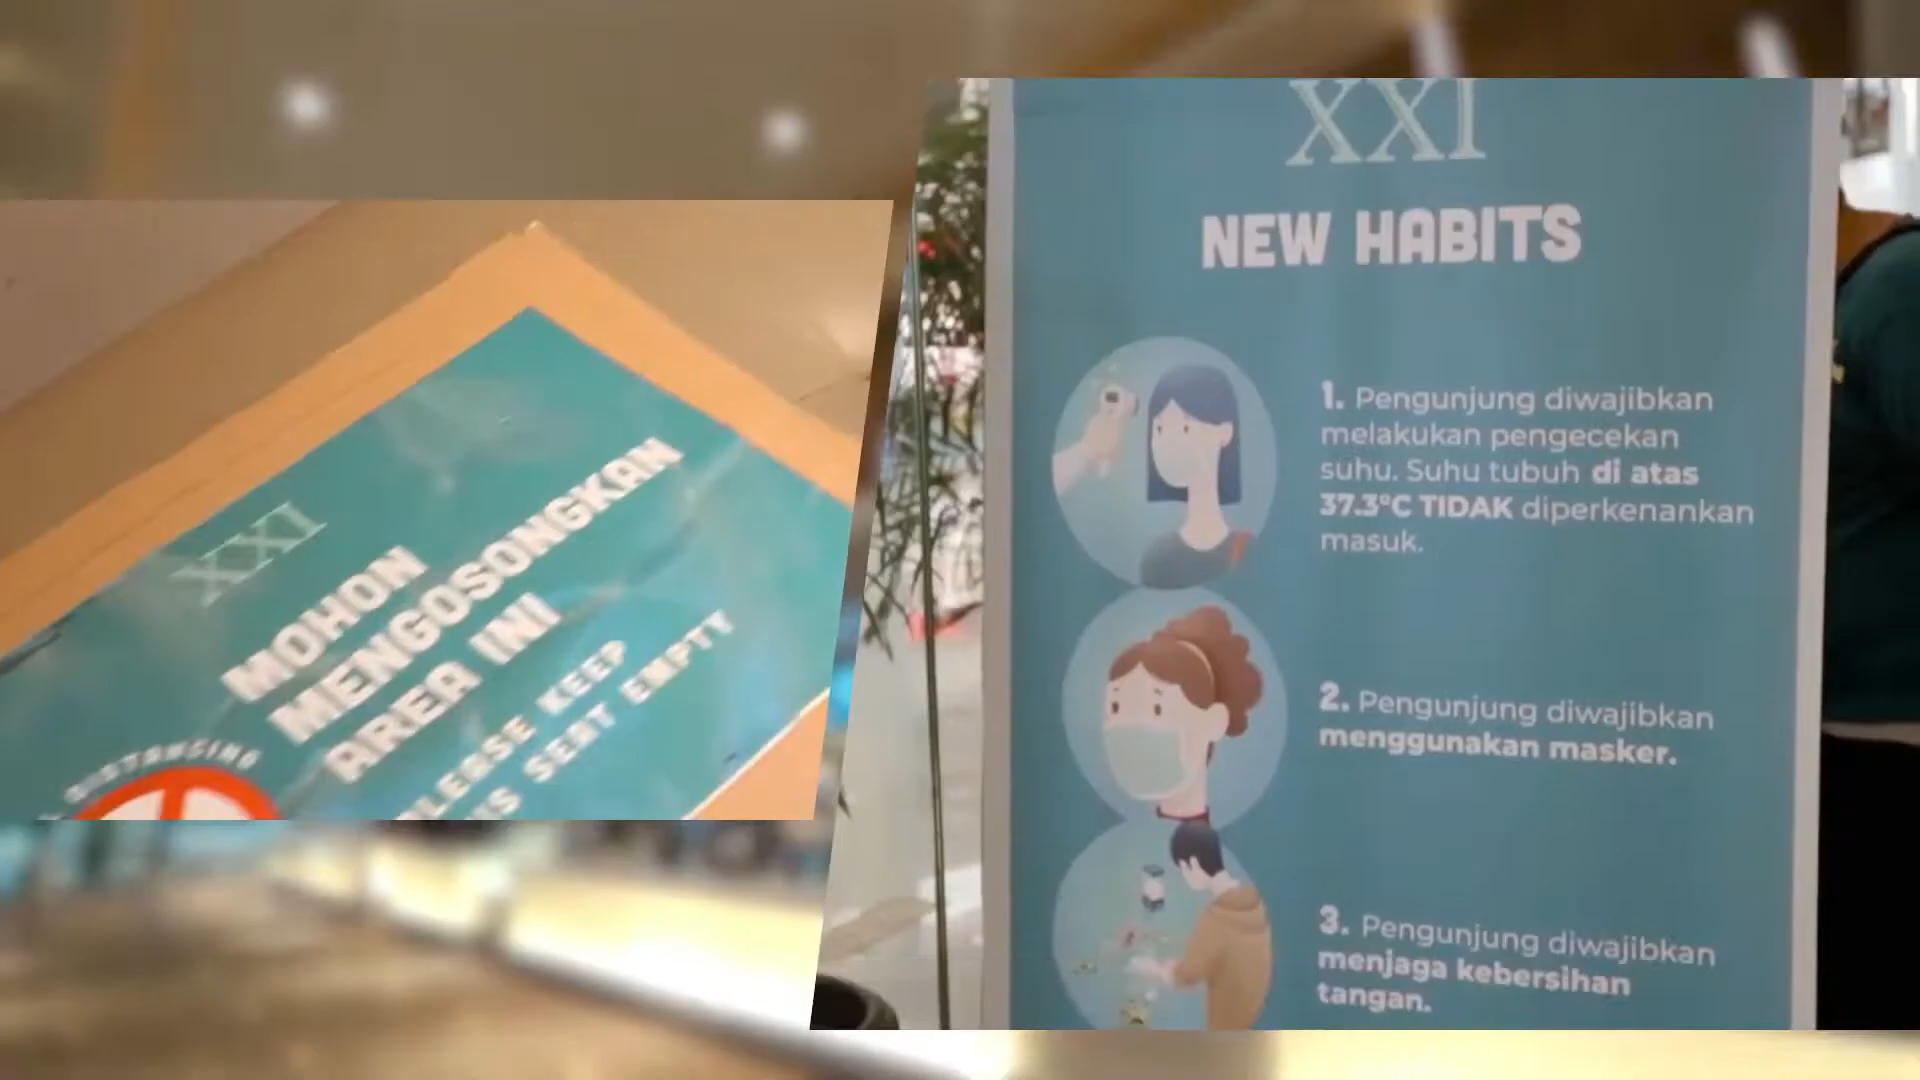 XXI
MOHON
MENGOSONGKAN
AREA INI
PLEASE KEEP
SEAT EMPTY
DISTANCING
XXI
NEW HABITS
1. Pengunjung diwajibkan
melakukan pengecekan
suhu. Suhu tubuh di atas
37.3°C TIDAK diperkenankan
masuk.
2. Pengunjung diwajibkan
menggunakan masker.
3. Pengunjung diwajibkan
menjaga kebersihan
tangan.